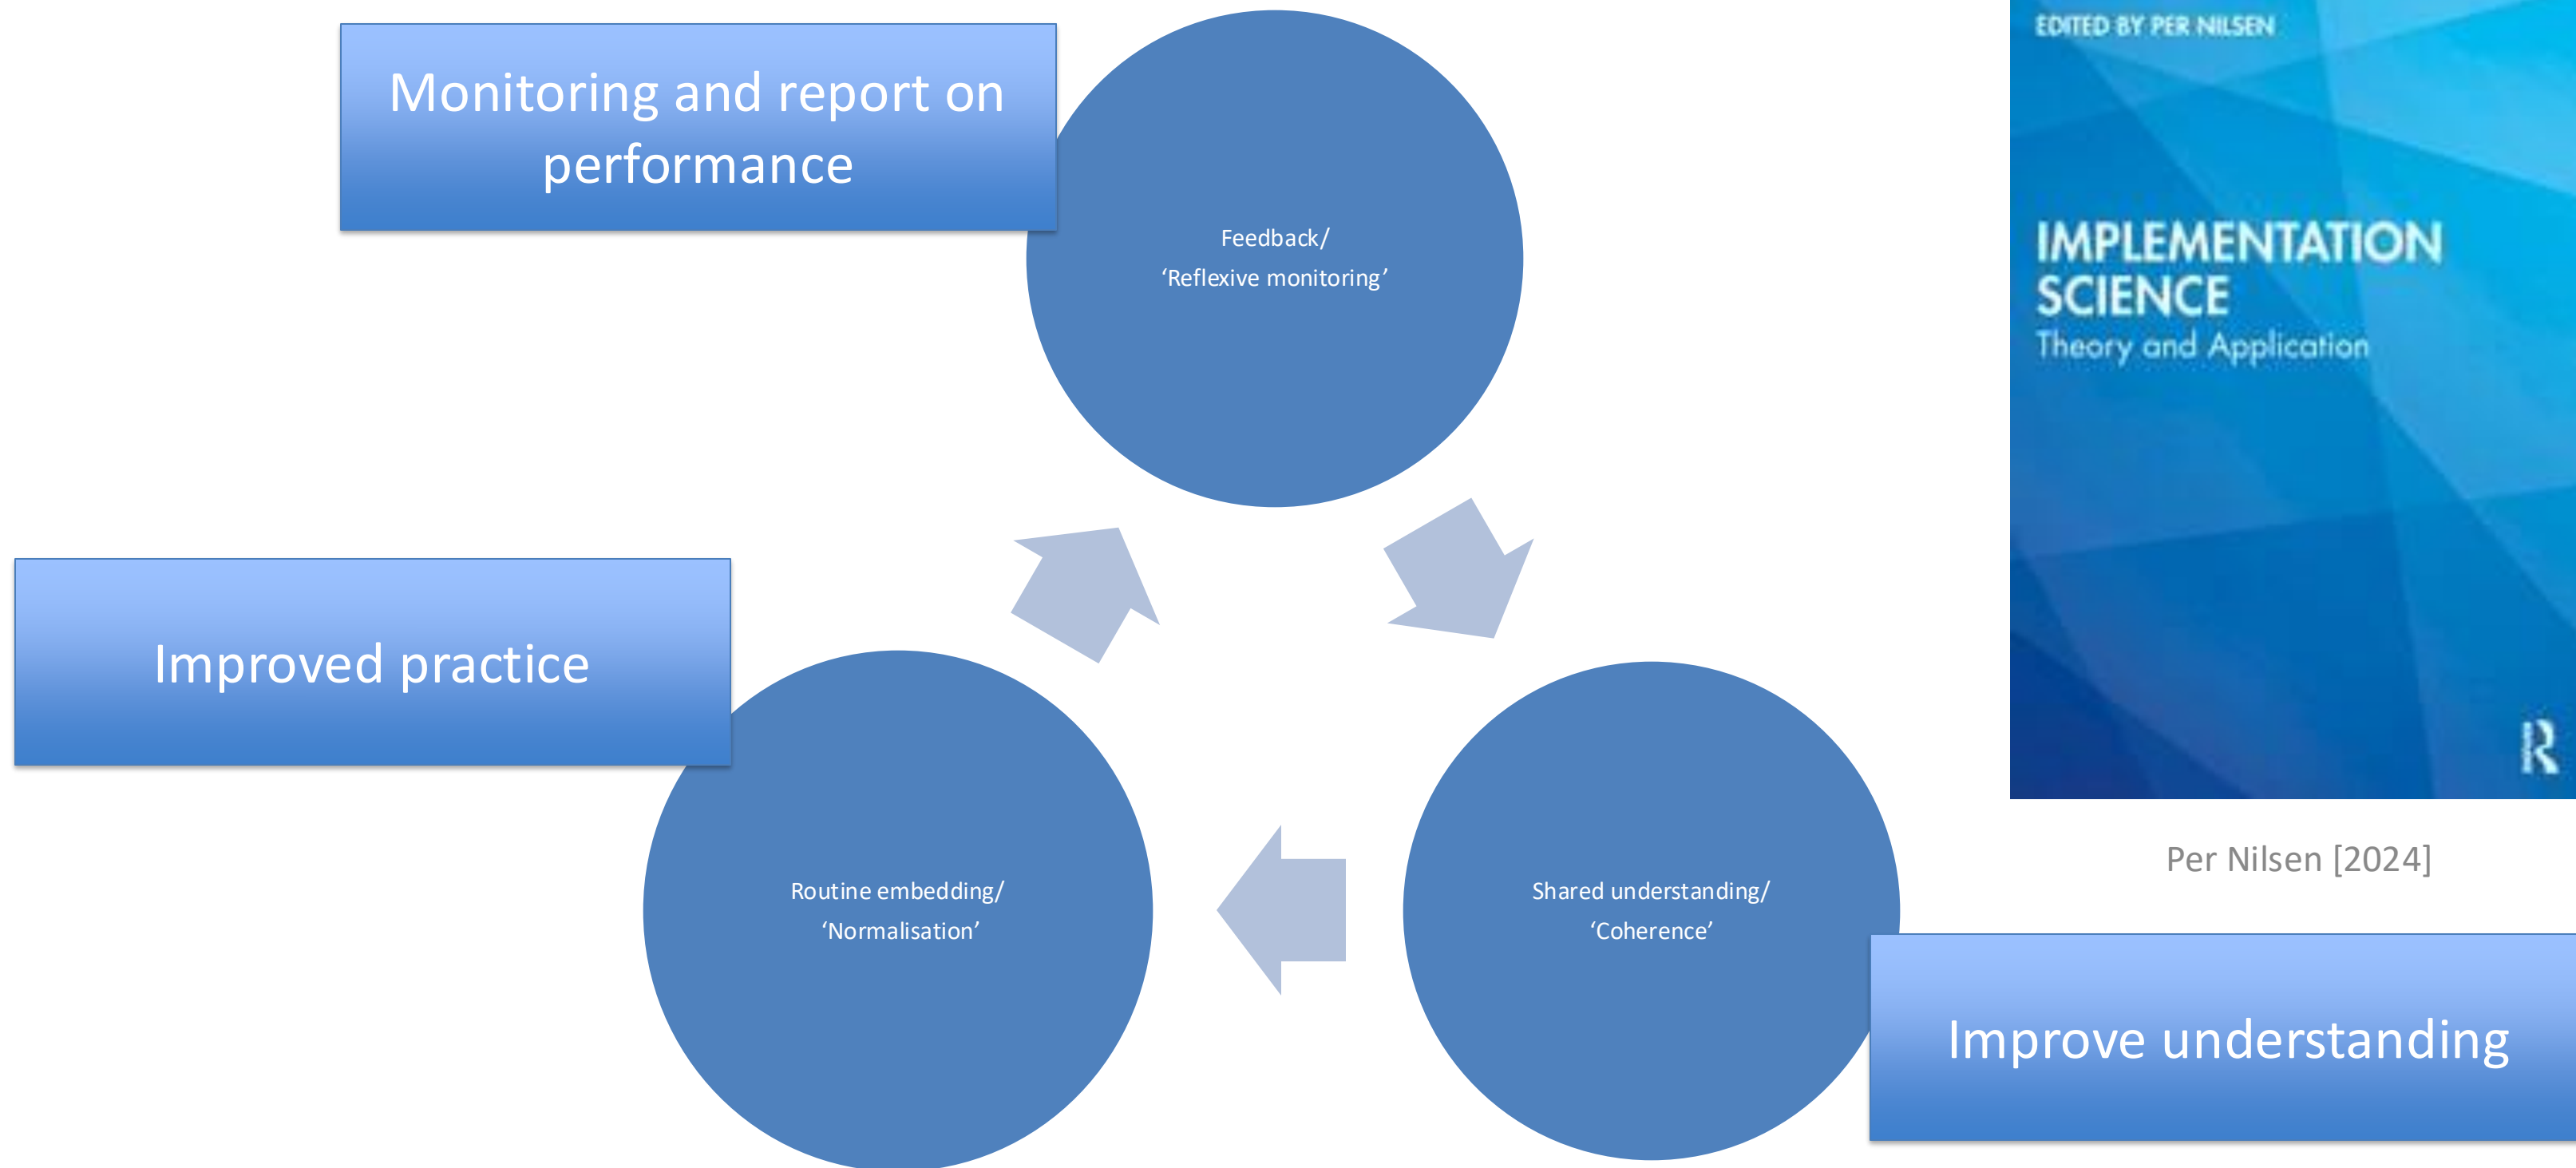 Monitoring and report on
performance
Feedback/
‘Reflexive monitoring’
Improved practice
Routine embedding/
‘Normalisation’
Shared understanding/
‘Coherence’
Improve understanding
EDITED BY PER NILSEN
IMPLEMENTATION
SCIENCE
Theory and Application
R
Per Nilsen [2024]